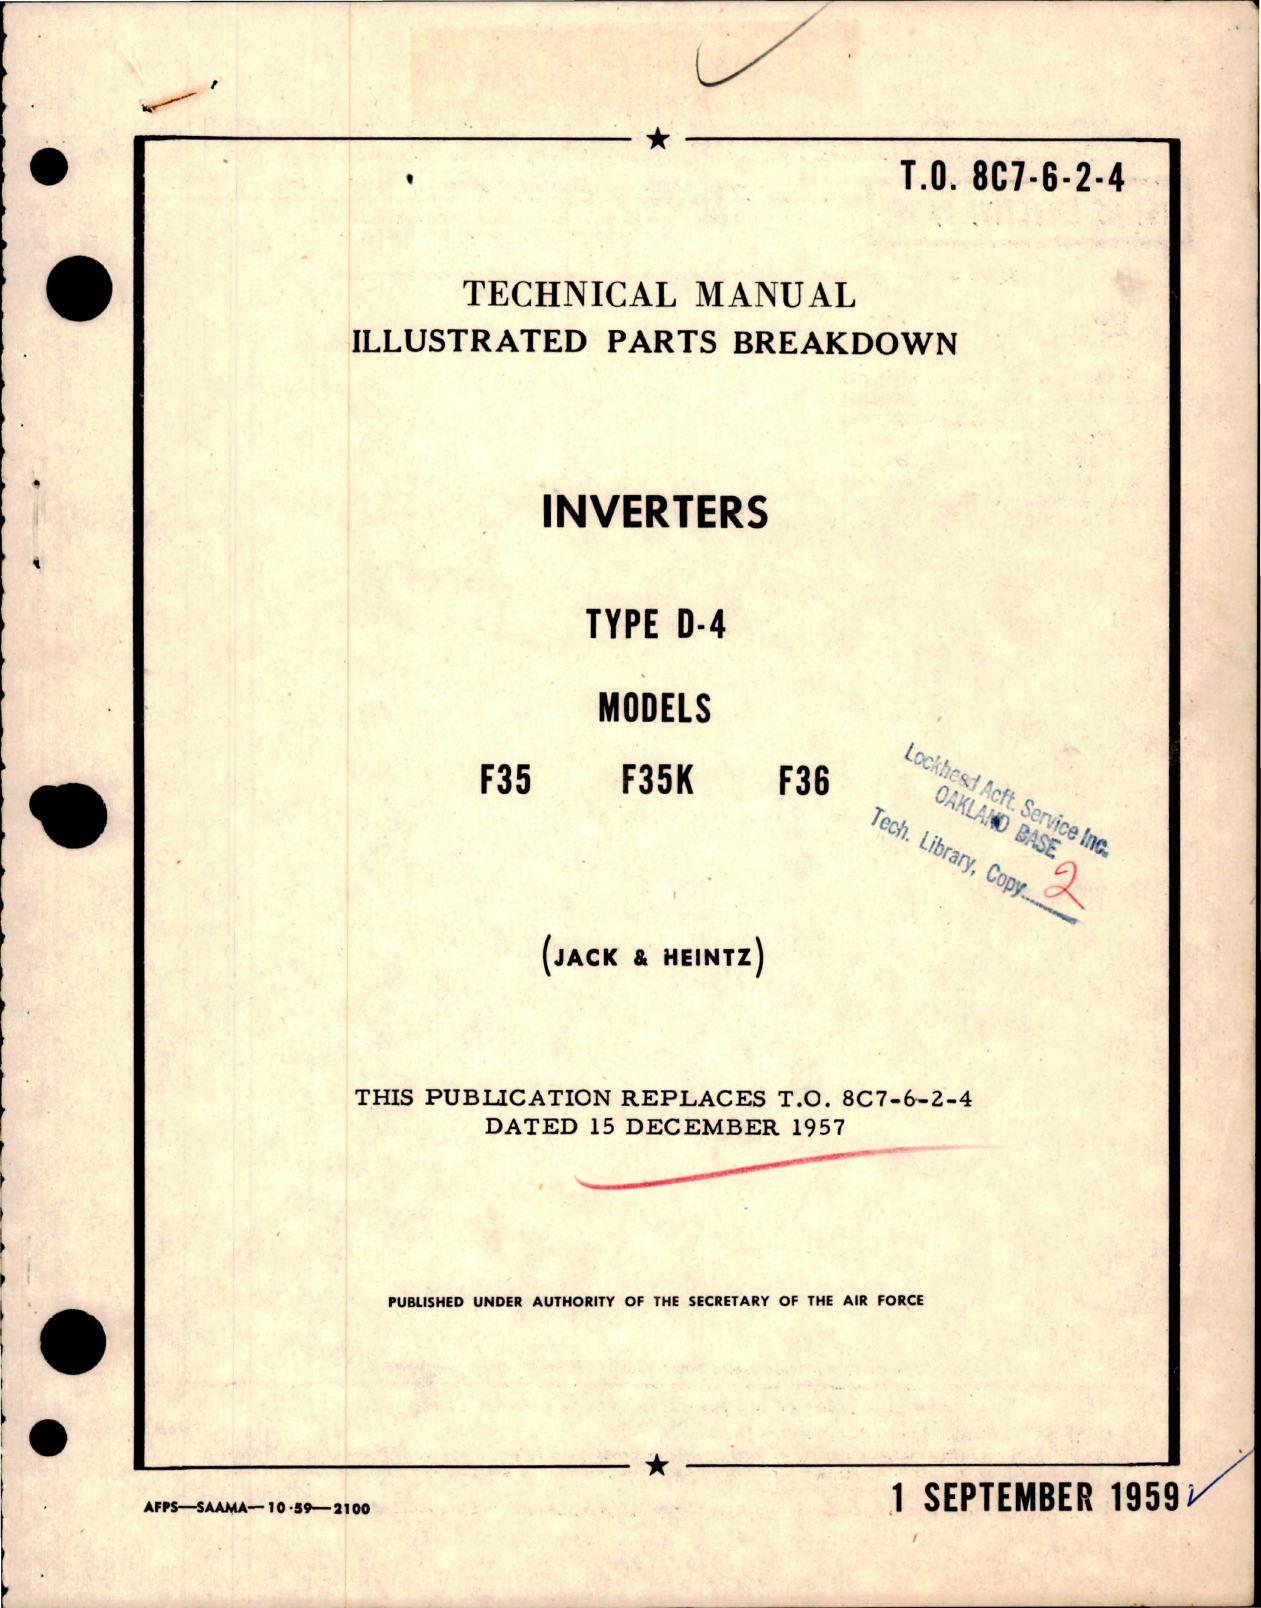 T.O. 8C7-6-2-4
TECHNICAL MANUAL
ILLUSTRATED PARTS BREAKDOWN
INVERTERS
TYPE D-4
MODELS
F35 F35K F36
Lockheed Acft. Service Inc.
OAKLAND BASE
Tech. Library, Copy 2
(JACK & HEINTZ)
THIS PUBLICATION REPLACES T.O. 8C7-6-2-4
DATED 15 DECEMBER 1957
PUBLISHED UNDER AUTHORITY OF THE SECRETARY OF THE AIR FORCE
AFPS—SAAMA—10-59—2100
1 SEPTEMBER 1959